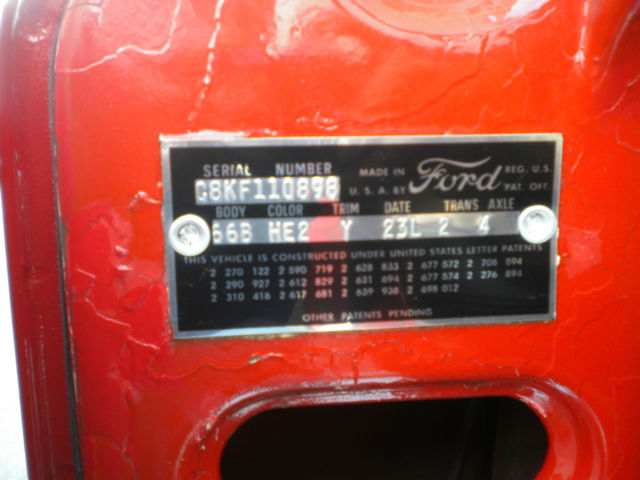 SERIAL NUMBER MADE IN Ford REG. U.S.
G8KF110898 U.S.A. BY PAT. OFF.
BODY COLOR TRIM DATE TRANS AXLE
66B HE2 Y 23L 2 4
THIS VEHICLE IS CONSTRUCTED UNDER UNITED STATES LETTER PATENTS
2 270 122 2 590 719 2 628 833 2 677 572 2 708 594
2 290 927 2 612 829 2 631 694 2 677 574 2 276 894
2 310 416 2 617 681 2 639 938 2 698 012
OTHER PATENTS PENDING